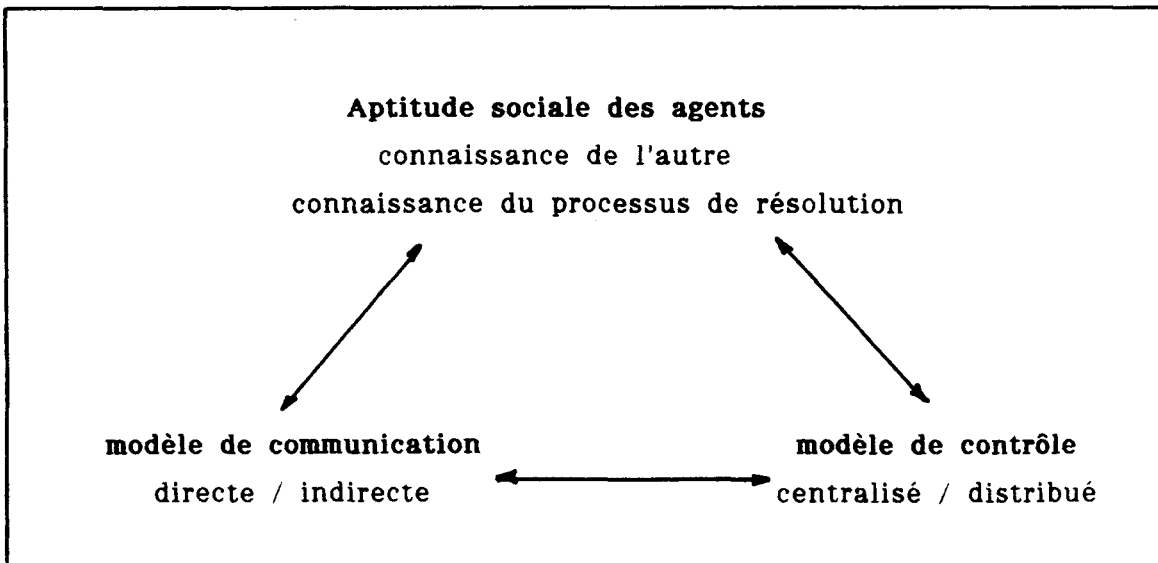 Aptitude sociale des agents
connaissance de l'autre
connaissance du processus de résolution
modèle de communication
directe / indirecte
modèle de contrôle
centralisé / distribué